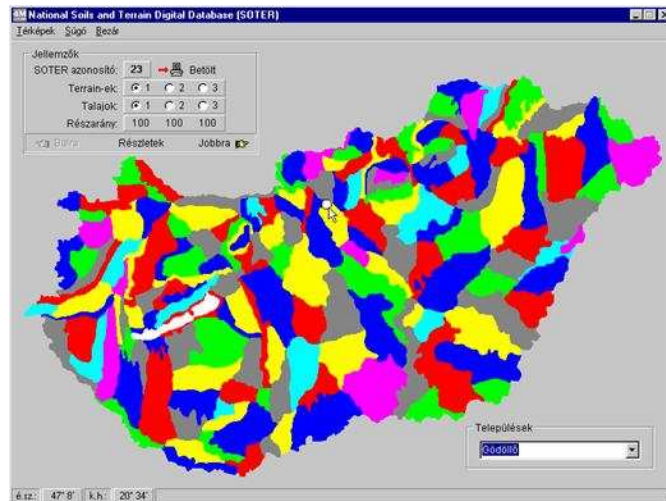 National Soils and Terrain Digital Database (SOTER)
Térképek Súgó Bezár
Jellemzők
SOTER azonosító: 23 Betölt
Terrain-ek: 1 2 3
Talajok: 1 2 3
Részarány: 100 100 100
Balra Részletek Jobbra
Települések
Gödöllő
é.sz.: 47° 8' k.h.: 20° 34'